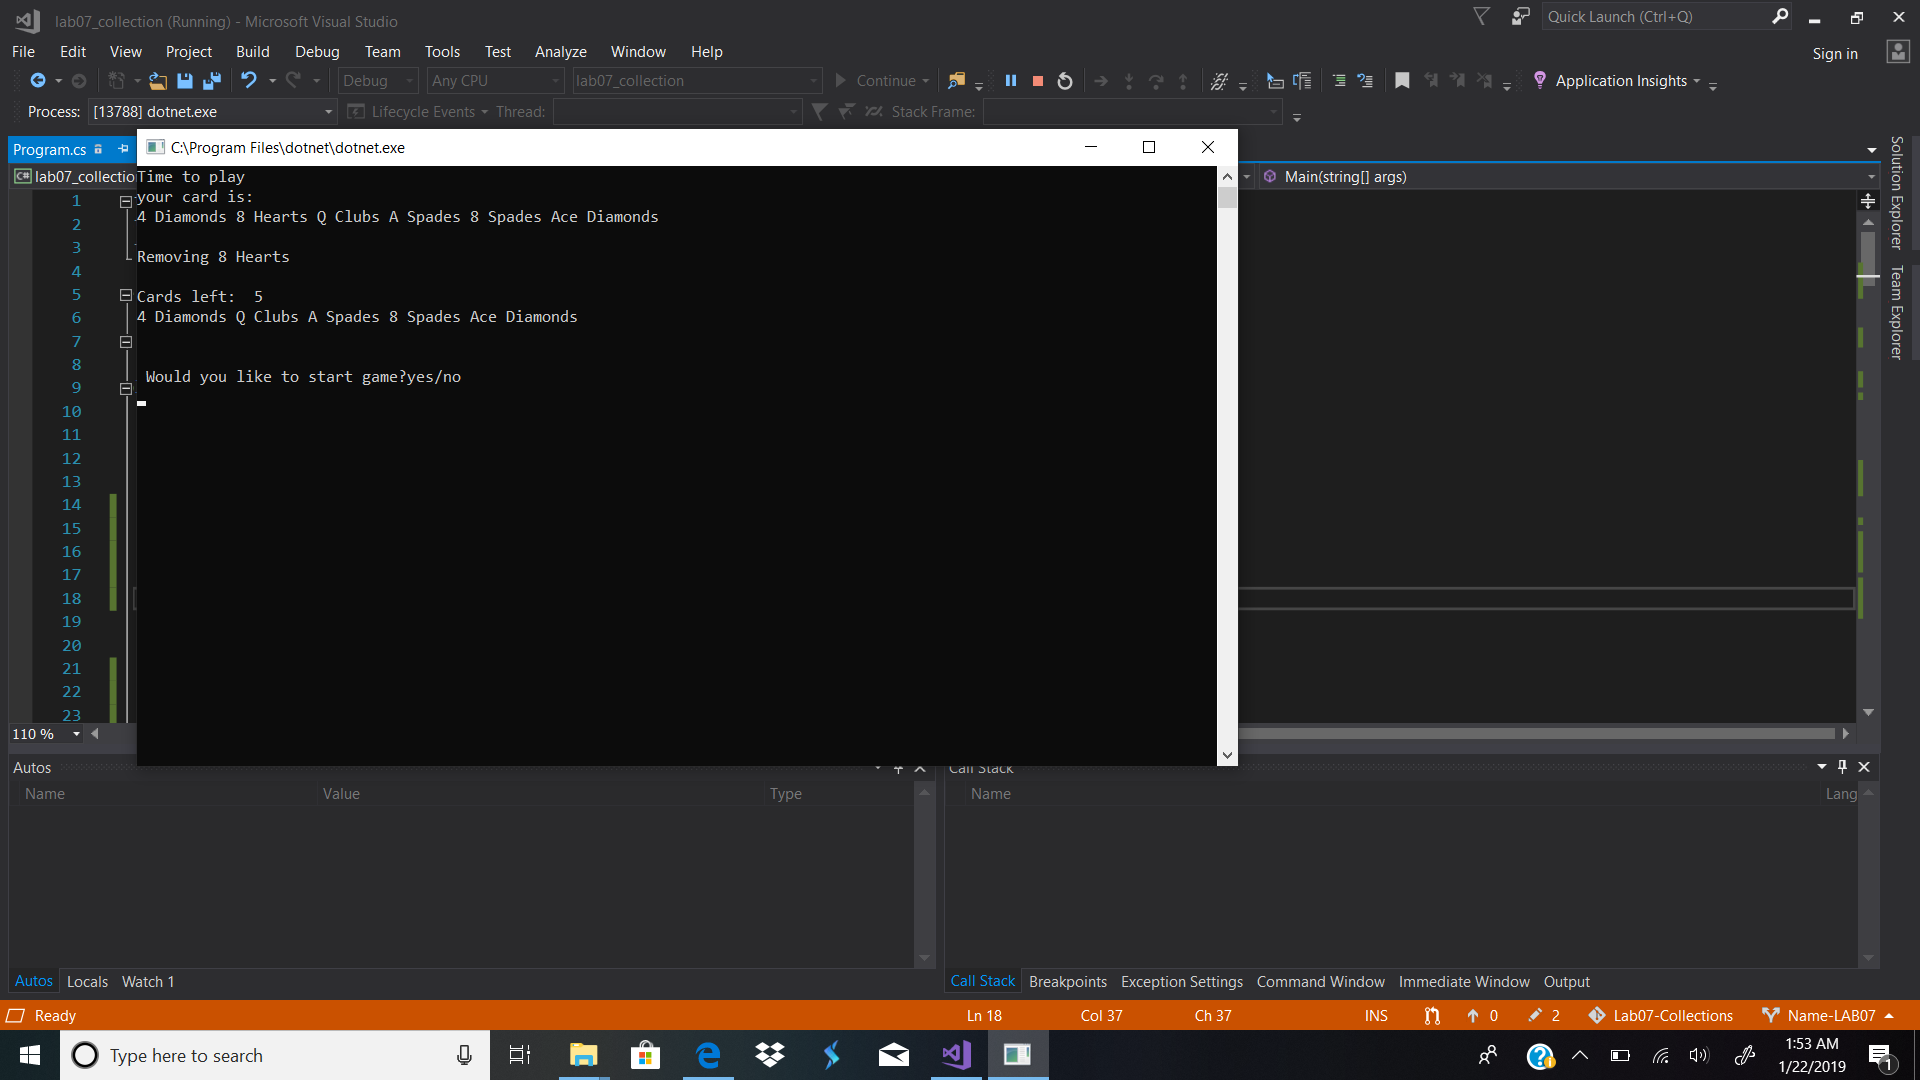 lab07_collection (Running) - Microsoft Visual Studio
Quick Launch (Ctrl+Q)
File Edit View Project Build Debug Team Tools Test Analyze Window Help
Sign in
Debug Any CPU lab07_collection Continue Application Insights
Process: [13788] dotnet.exe Lifecycle Events Thread: Stack Frame:
Program.cs
C:\Program Files\dotnet\dotnet.exe
C# lab07_collectio
Main(string[] args)
Time to play
your card is:
4 Diamonds 8 Hearts Q Clubs A Spades 8 Spades Ace Diamonds
Removing 8 Hearts
Cards left:  5
4 Diamonds Q Clubs A Spades 8 Spades Ace Diamonds
Would you like to start game?yes/no
1
2
3
4
5
6
7
8
9
10
11
12
13
14
15
16
17
18
19
20
21
22
23
Solution Explorer
Team Explorer
110 %
Autos
Name Value Type
Call Stack
Name Lang
Autos Locals Watch 1
Call Stack Breakpoints Exception Settings Command Window Immediate Window Output
Ready Ln 18 Col 37 Ch 37 INS 0 2 Lab07-Collections Name-LAB07
Type here to search
1:53 AM
1/22/2019
1